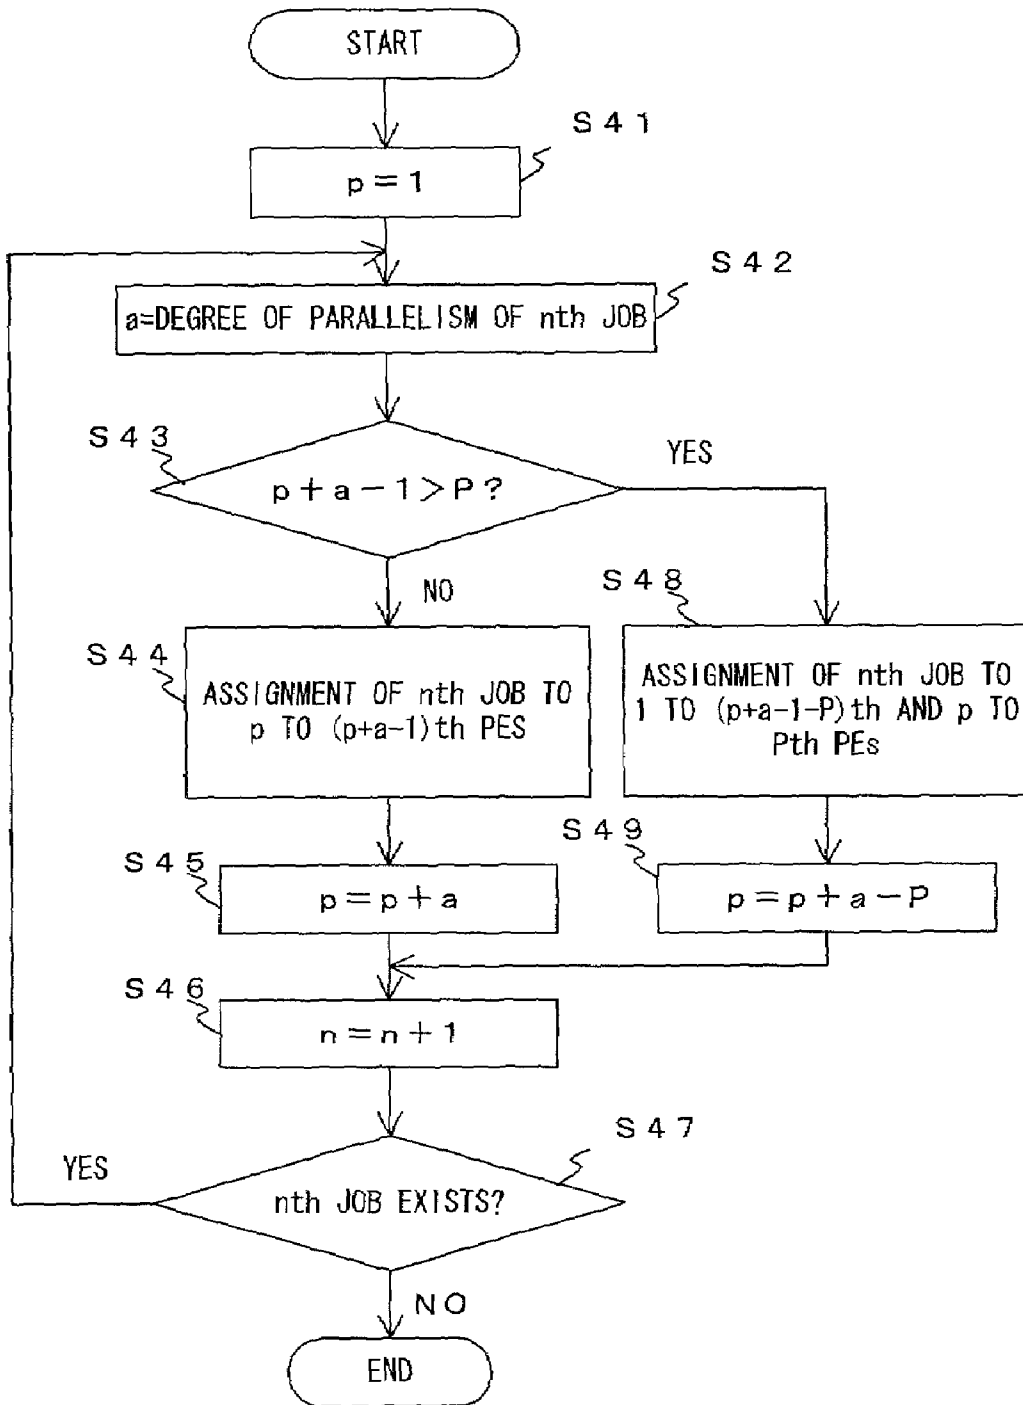 START
S41
p=1
S42
a=DEGREE OF PARALLELISM OF nth JOB
S43
YES
p+a-1>P?
NO
S48
S44
ASSIGNMENT OF nth JOB TO
p TO (p+a-1)th PES
ASSIGNMENT OF nth JOB TO
1 TO (p+a-1-P)th AND p TO
Pth PEs
S49
S45
p=p+a
p=p+a-P
S46
n=n+1
S47
YES
nth JOB EXISTS?
NO
END